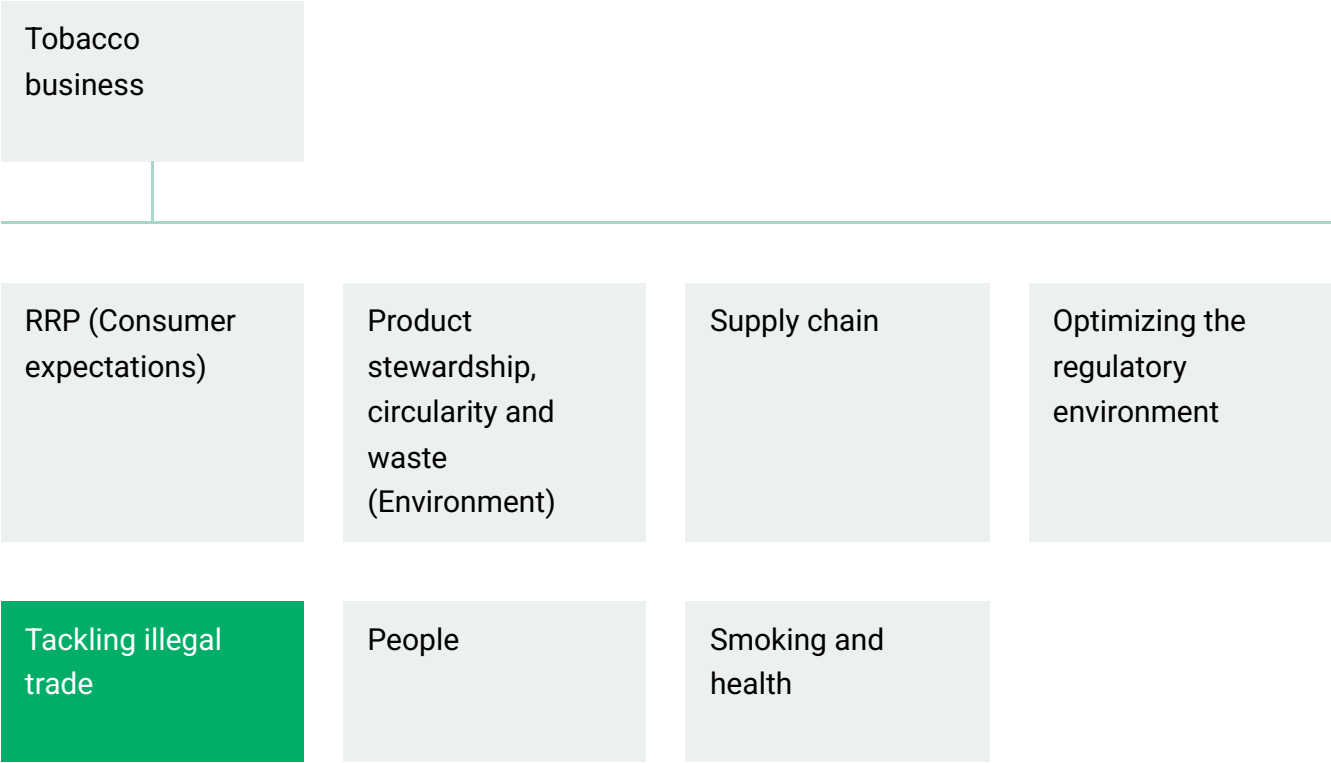 Tobacco
business
RRP (Consumer
expectations)
Product
stewardship,
circularity and
waste
(Environment)
Supply chain
Optimizing the
regulatory
environment
Tackling illegal
trade
People
Smoking and
health